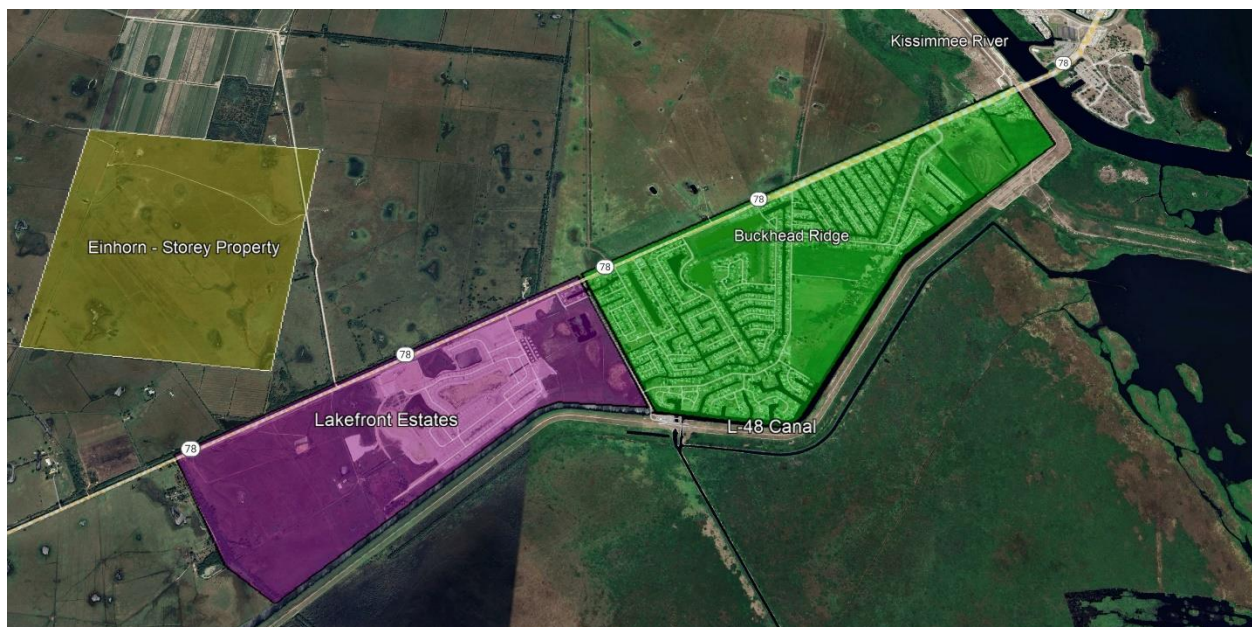 Kissimmee River
78
78
Buckhead Ridge
Einhorn - Storey Property
78
78
Lakefront Estates
L-48 Canal
78